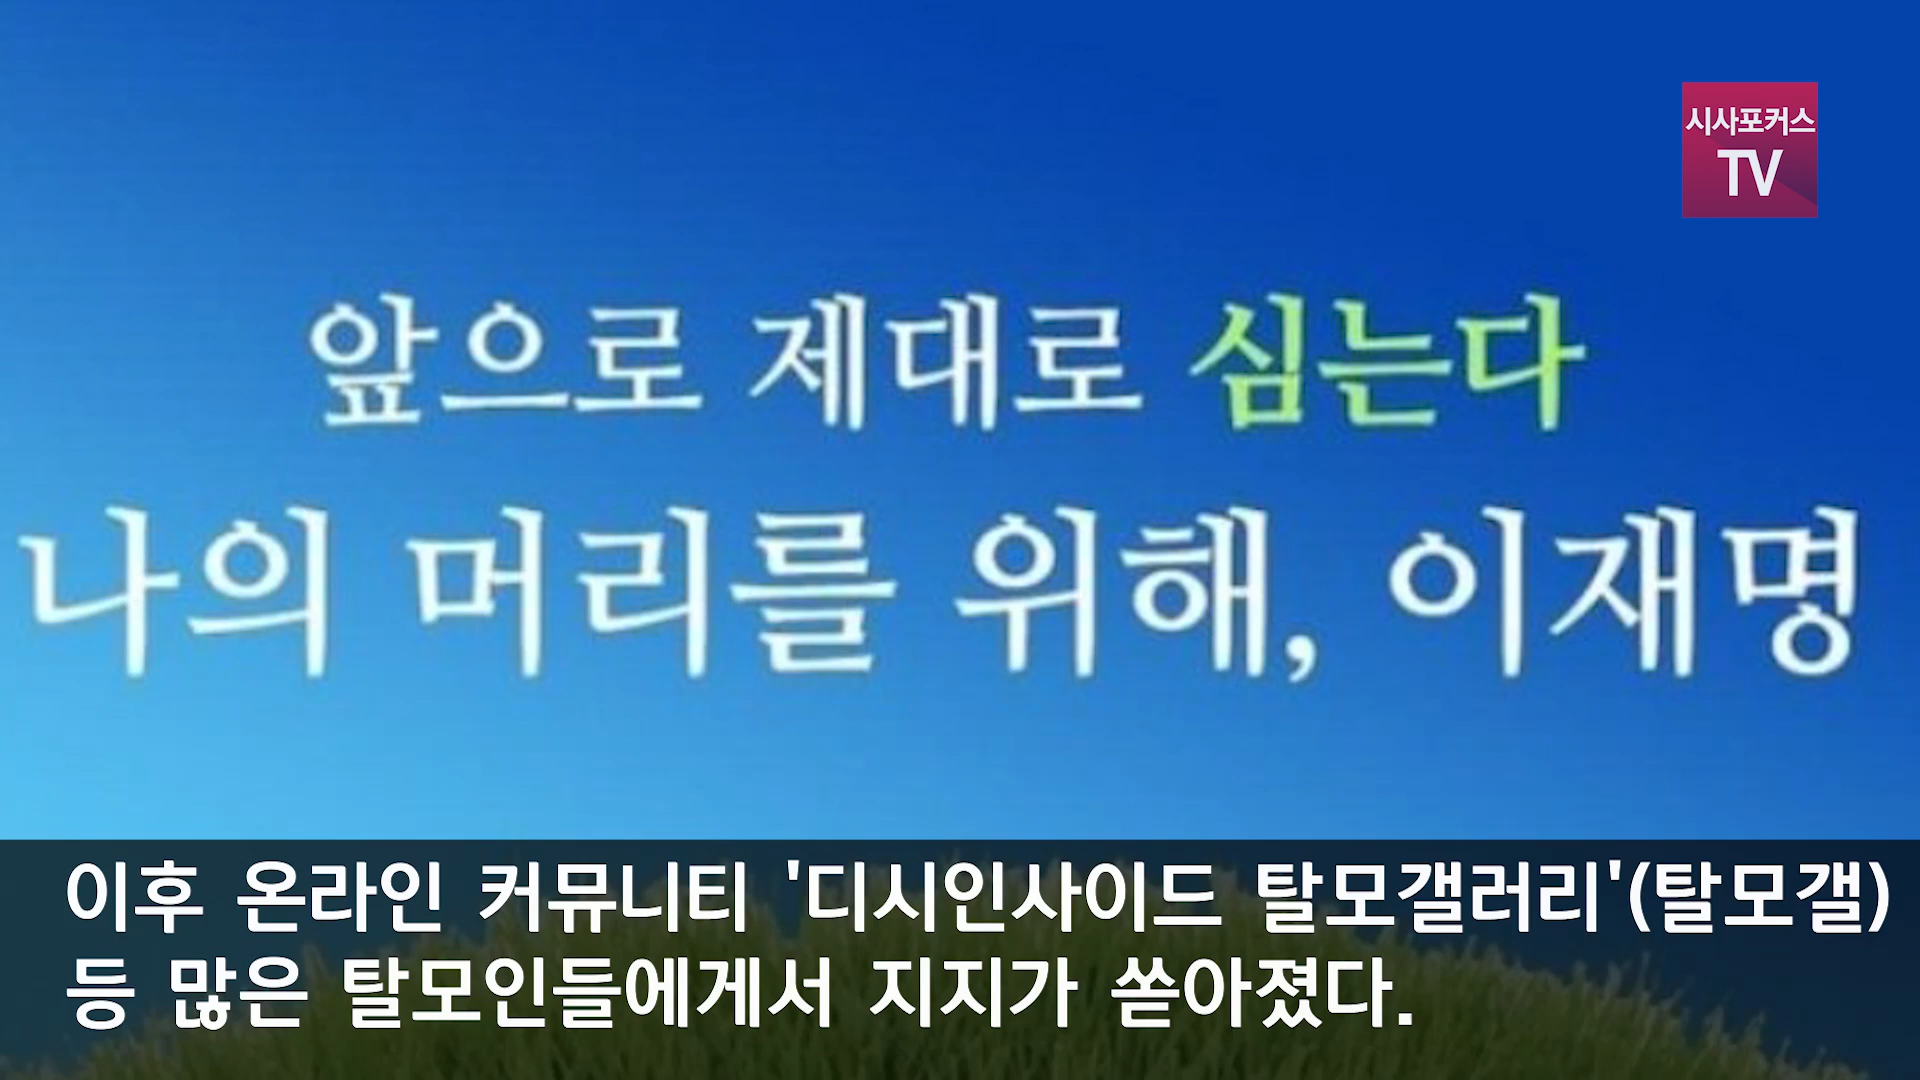 시사포커스
TV
앞으로 제대로 심는다
나의 머리를 위해, 이재명
이후 온라인 커뮤니티 '디시인사이드 탈모갤러리'(탈모갤)
등 많은 탈모인들에게서 지지가 쏟아졌다.